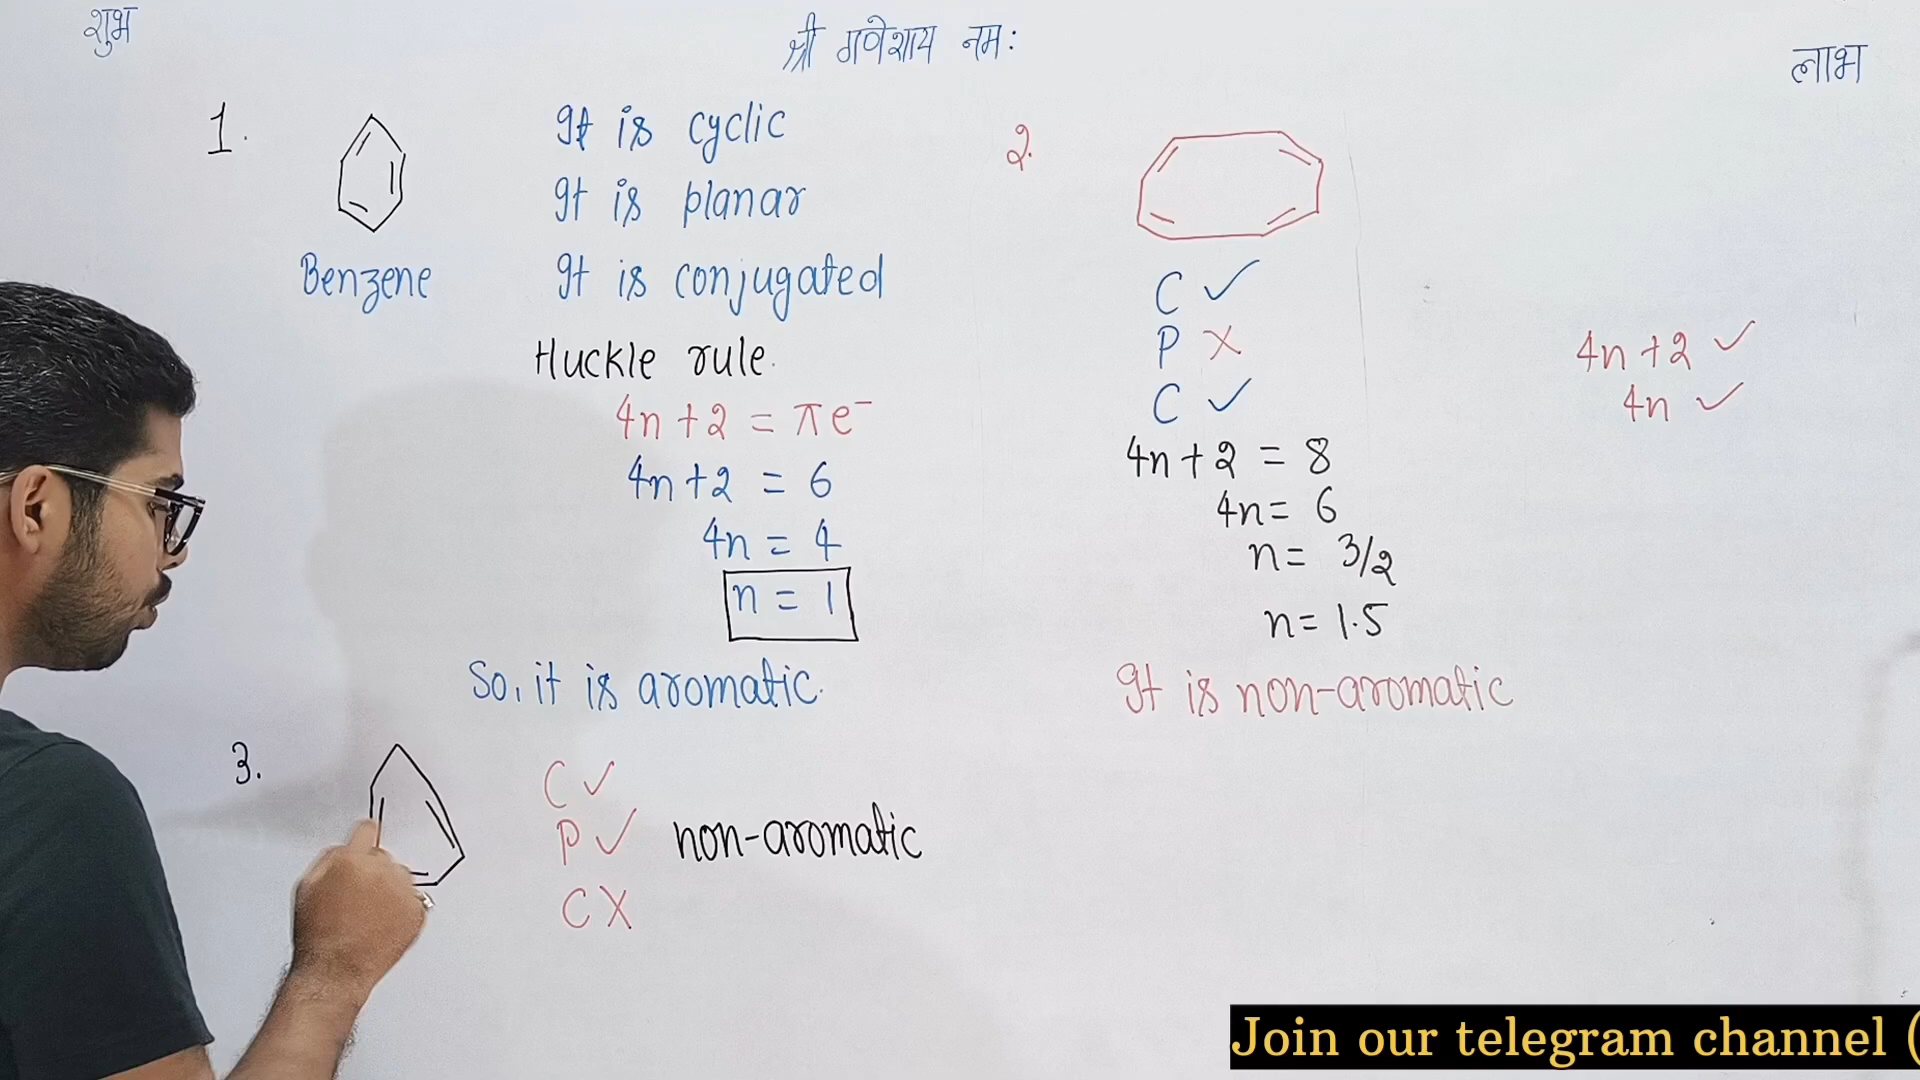 शुभ
श्री गणेशाय नमः
लाभ
1.
Benzene
It is cyclic
It is planar
It is conjugated
Huckle rule.
4n + 2 = πe⁻
4n + 2 = 6
4n = 4
n = 1
So, it is aromatic.
2.
C ✓
P X
C ✓
4n + 2 = 8
4n = 6
n = 3/2
n = 1.5
It is non-aromatic
4n + 2 ✓
4n ✓
3.
C ✓
P ✓ non-aromatic
C X
Join our telegram channel (